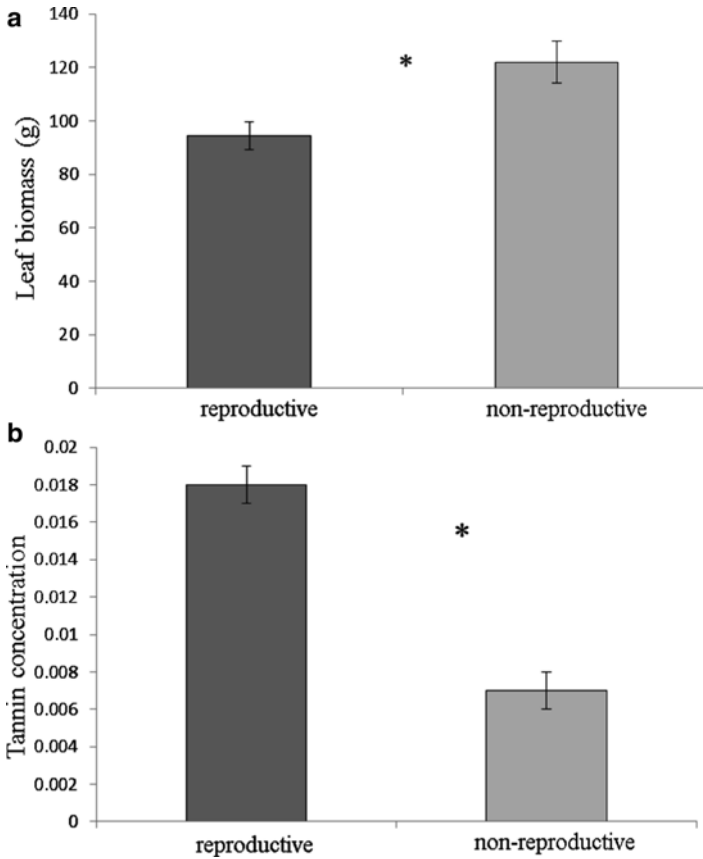 a
Leaf biomass (g)
140
120
100
80
60
40
20
0
*
reproductive
non-reproductive
b
Tannin concentration
0.02
0.018
0.016
0.014
0.012
0.01
0.008
0.006
0.004
0.002
0
*
reproductive
non-reproductive